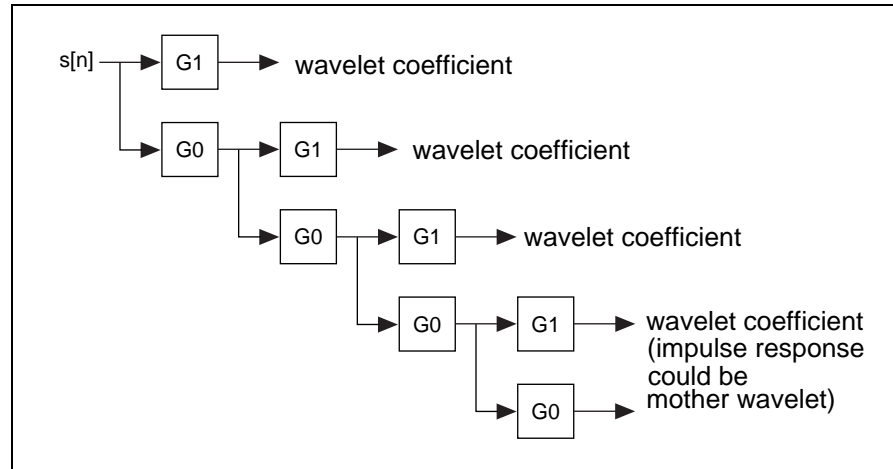 s[n]
G1
wavelet coefficient
G0
G1
wavelet coefficient
G0
G1
wavelet coefficient
G0
G1
wavelet coefficient
(impulse response
could be
mother wavelet)
G0